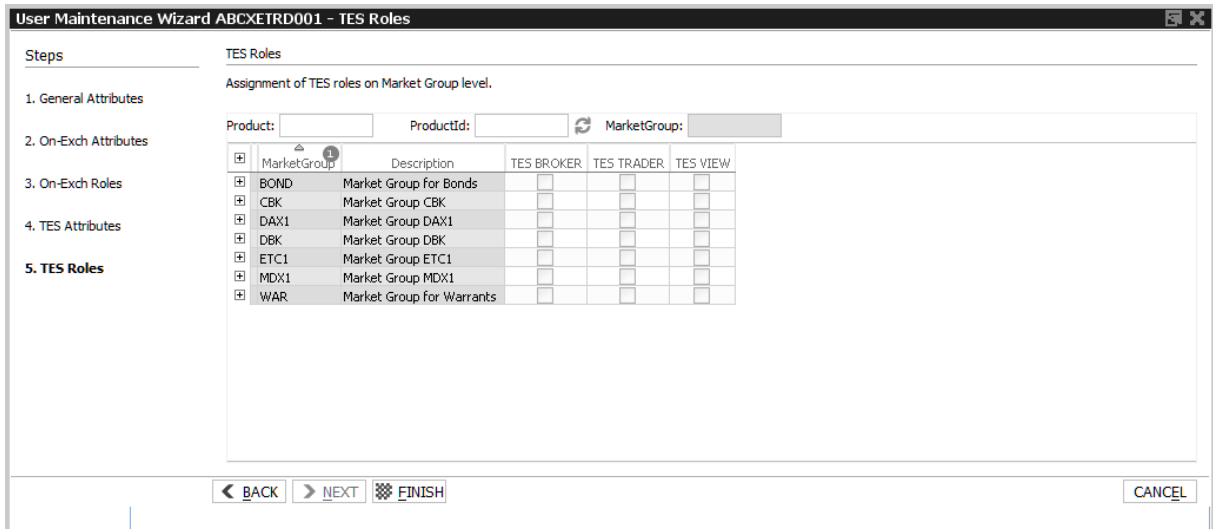 User Maintenance Wizard ABCXETRD001 - TES Roles
Steps
1. General Attributes
2. On-Exch Attributes
3. On-Exch Roles
4. TES Attributes
5. TES Roles
TES Roles
Assignment of TES roles on Market Group level.
Product: ProductId: MarketGroup:
MarketGroup 1 Description TES BROKER TES TRADER TES VIEW
BOND Market Group for Bonds
CBK Market Group CBK
DAX1 Market Group DAX1
DBK Market Group DBK
ETC1 Market Group ETC1
MDX1 Market Group MDX1
WAR Market Group for Warrants
BACK NEXT FINISH CANCEL